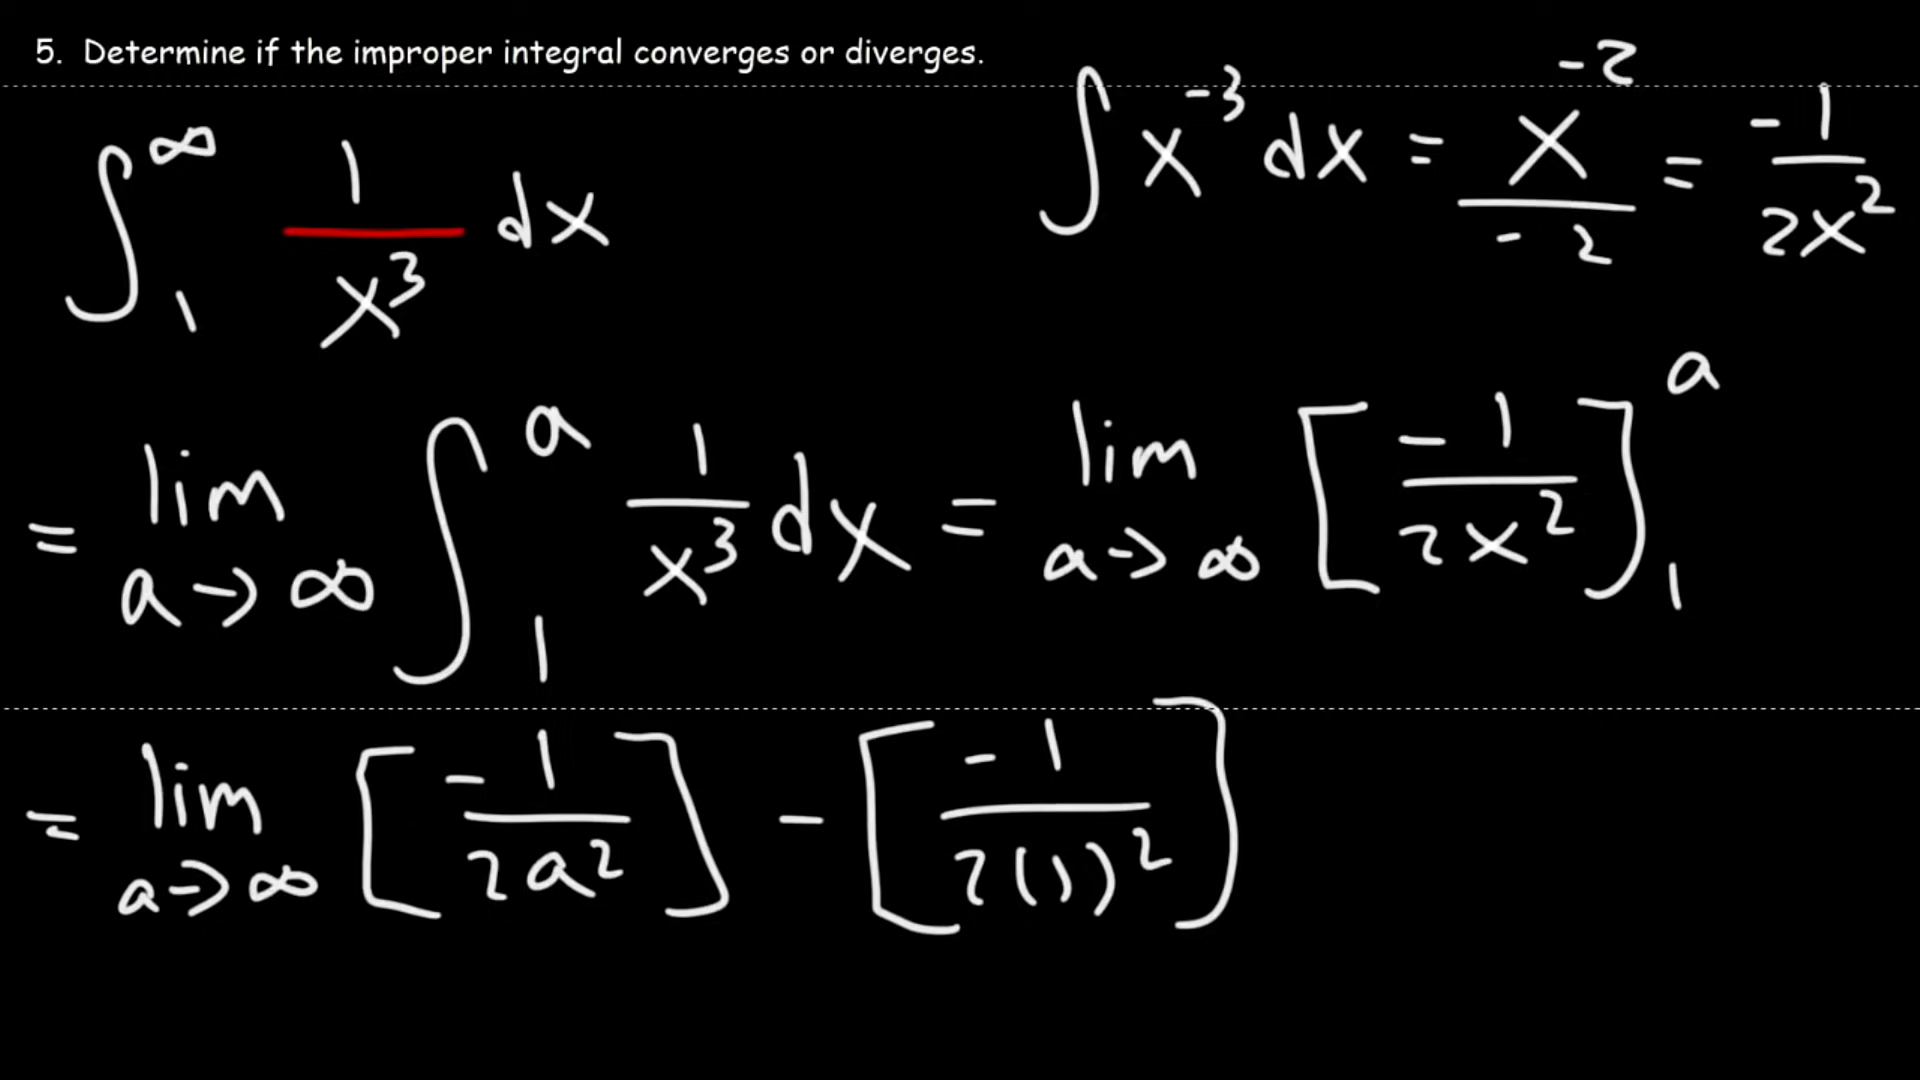 5. Determine if the improper integral converges or diverges.
∫₁^∞ 1/x³ dx
∫ x⁻³ dx = x⁻²/-2 = -1/2x²
= lim a→∞ ∫₁^a 1/x³ dx = lim a→∞ [-1/2x²]₁^a
= lim a→∞ [-1/2a²] - [-1/2(1)²]